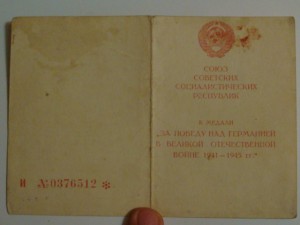 СОЮЗ
СОВЕТСКИХ
СОЦИАЛИСТИЧЕСКИХ
РЕСПУБЛИК
К МЕДАЛИ
„ЗА ПОБЕДУ НАД ГЕРМАНИЕЙ
В ВЕЛИКОЙ ОТЕЧЕСТВЕННОЙ
ВОЙНЕ 1941–1945 гг.“
И №0376512 *